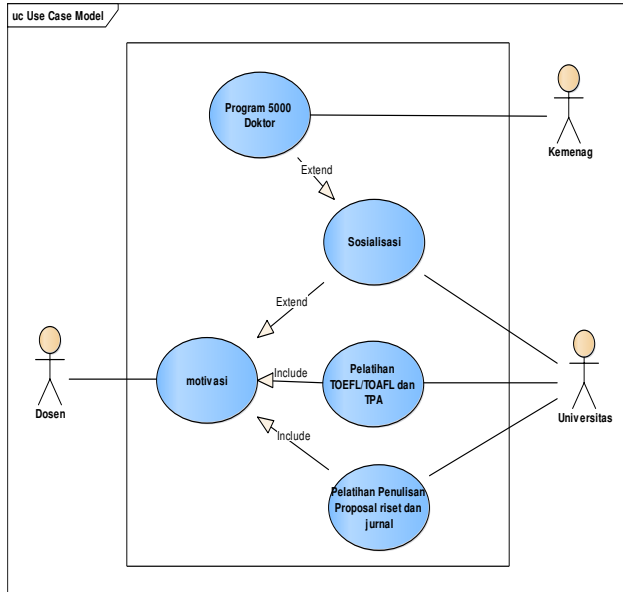 uc Use Case Model
Program 5000
Doktor
Kemenag
Extend
Sosialisasi
Extend
Dosen
motivasi
Include
Pelatihan
TOEFL/TOAFL dan
TPA
Universitas
Include
Pelatihan Penulisan
Proposal riset dan
jurnal